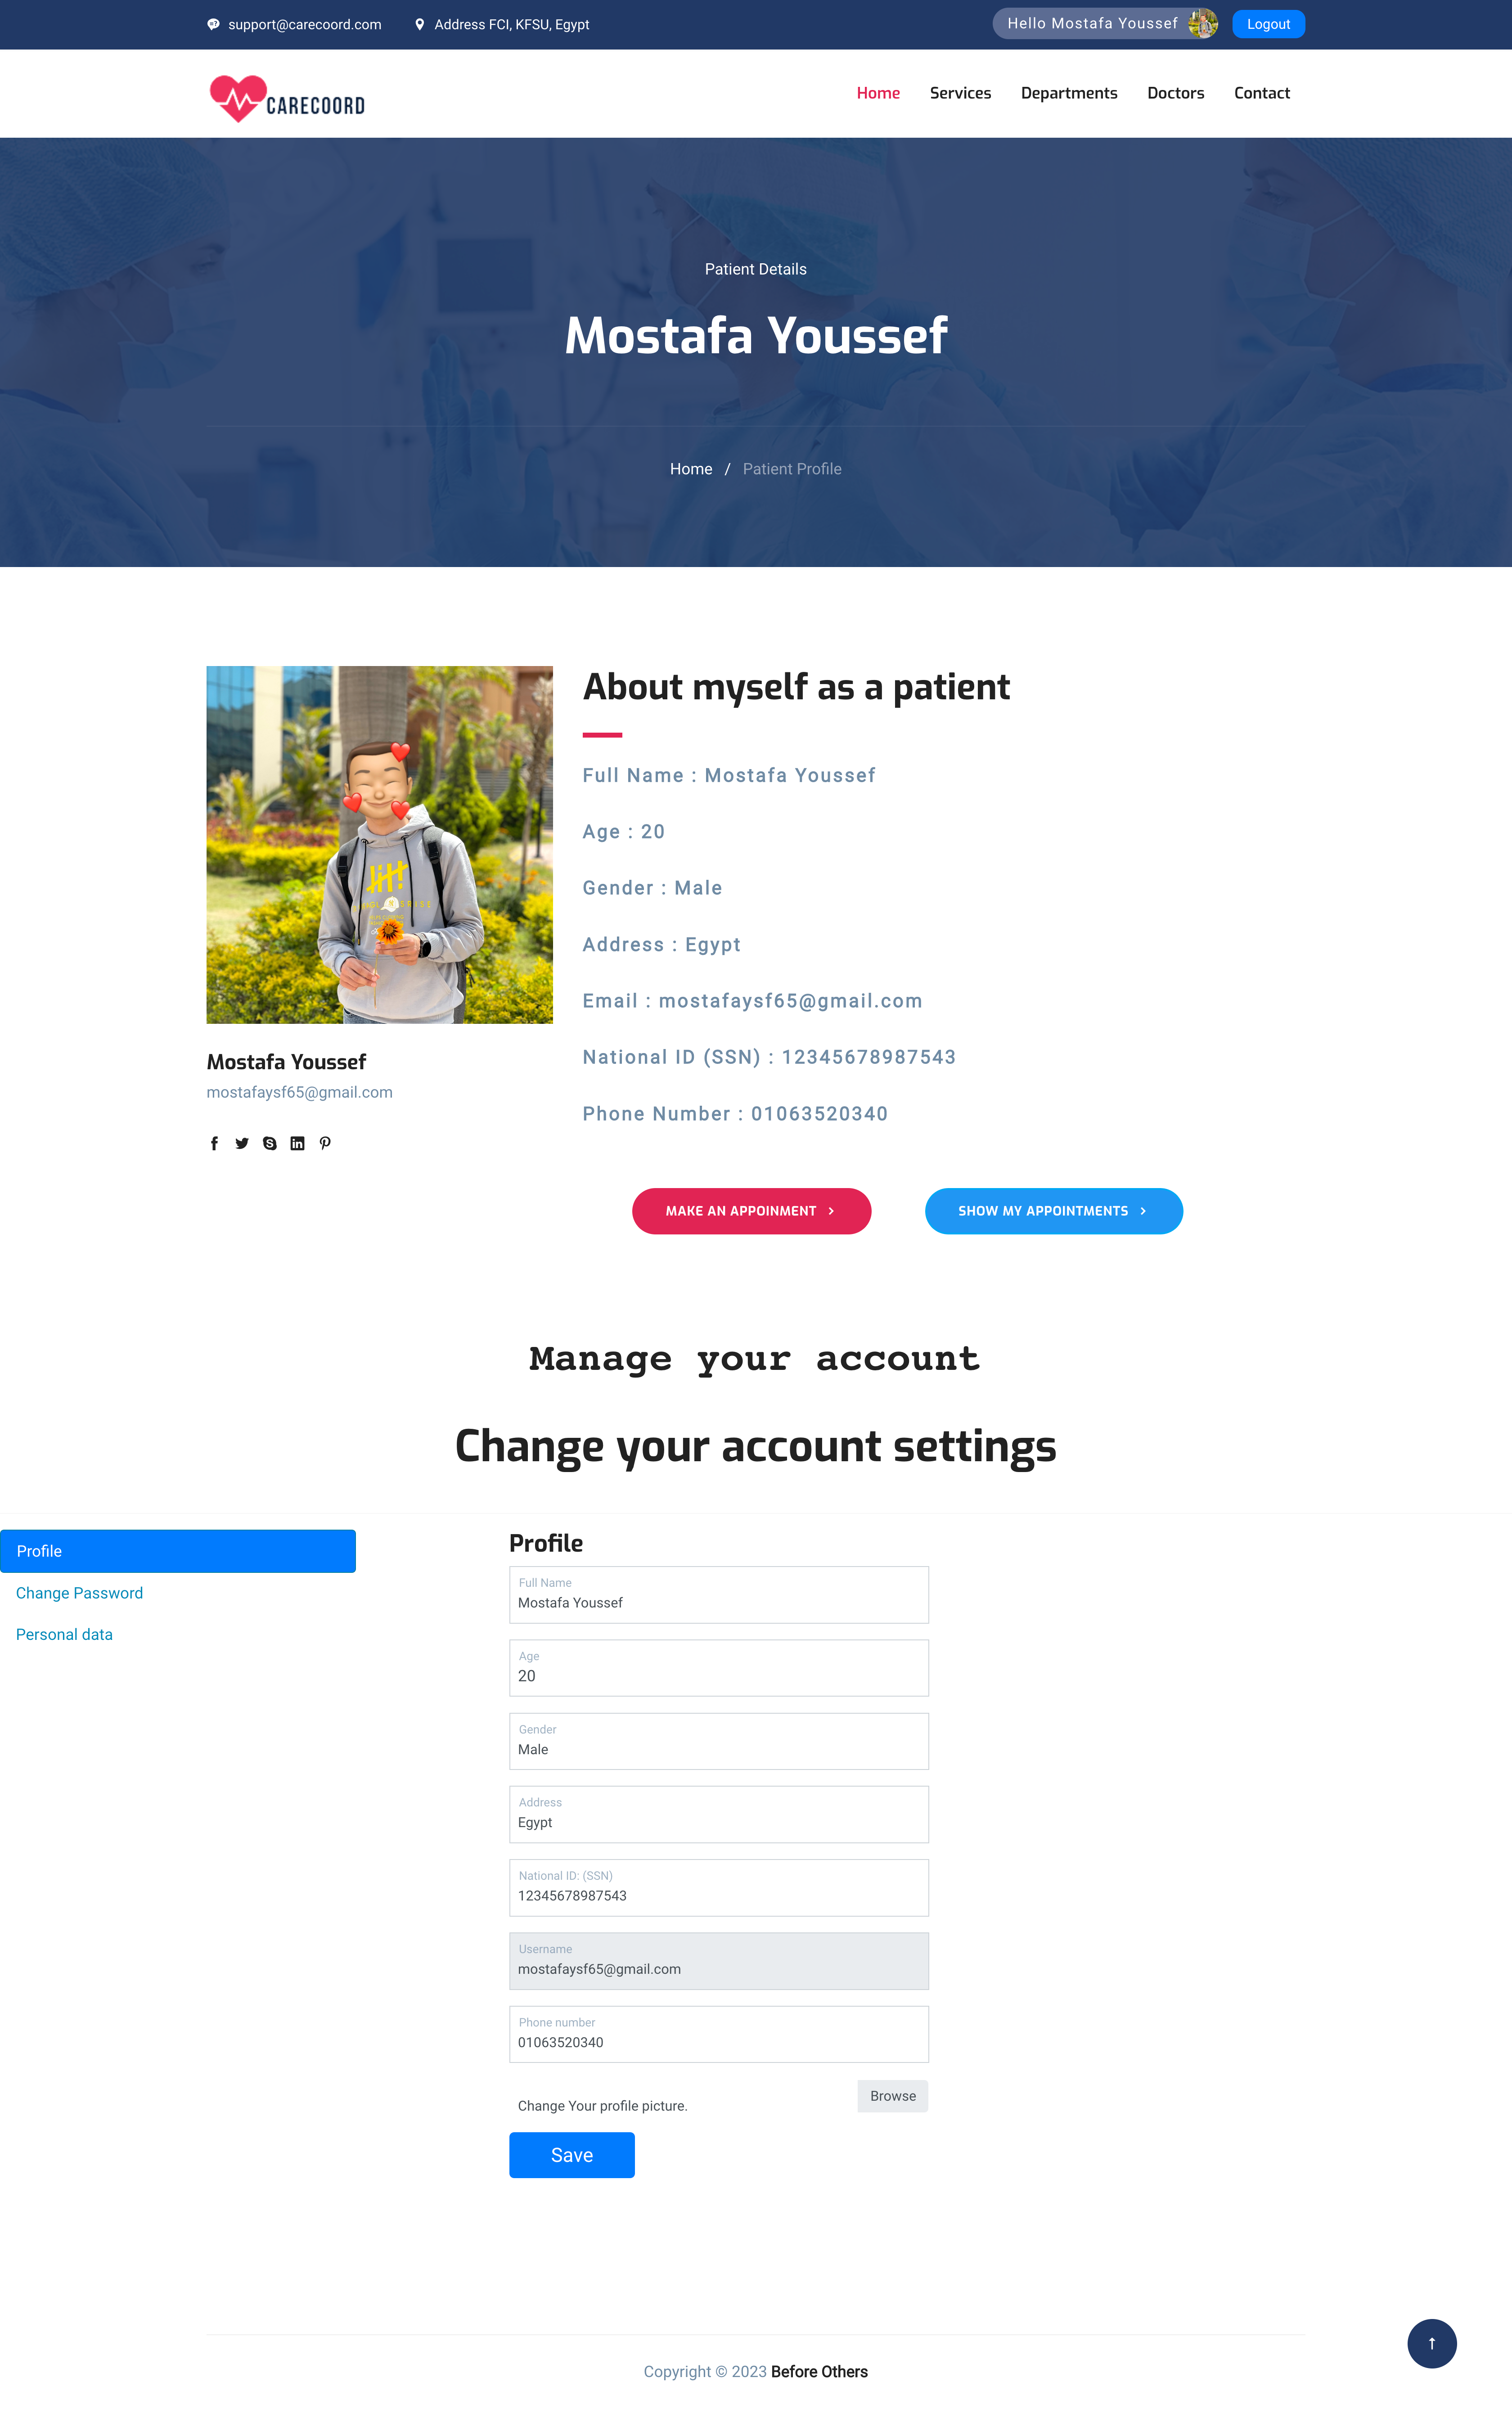 support@carecoord.com Address FCI, KFSU, Egypt Hello Mostafa Youssef Logout
CARECOORD Home Services Departments Doctors Contact
Patient Details
Mostafa Youssef
Home / Patient Profile
About myself as a patient
Full Name : Mostafa Youssef
Age : 20
Gender : Male
Address : Egypt
Email : mostafaysf65@gmail.com
National ID (SSN) : 12345678987543
Phone Number : 01063520340
Mostafa Youssef
mostafaysf65@gmail.com
MAKE AN APPOINMENT
SHOW MY APPOINTMENTS
Manage your account
Change your account settings
Profile
Change Password
Personal data
Profile
Full Name
Mostafa Youssef
Age
20
Gender
Male
Address
Egypt
National ID: (SSN)
12345678987543
Username
mostafaysf65@gmail.com
Phone number
01063520340
Change Your profile picture. Browse
Save
Copyright © 2023 Before Others